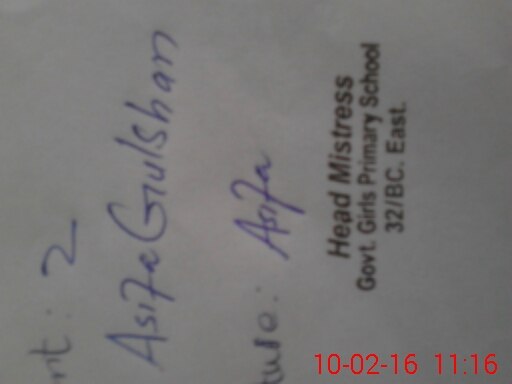 nt: 2
Asifa Gulshan
ture: Asifa
Head Mistress
Govt. Girls Primary School
32/BC. East.
10-02-16 11:16